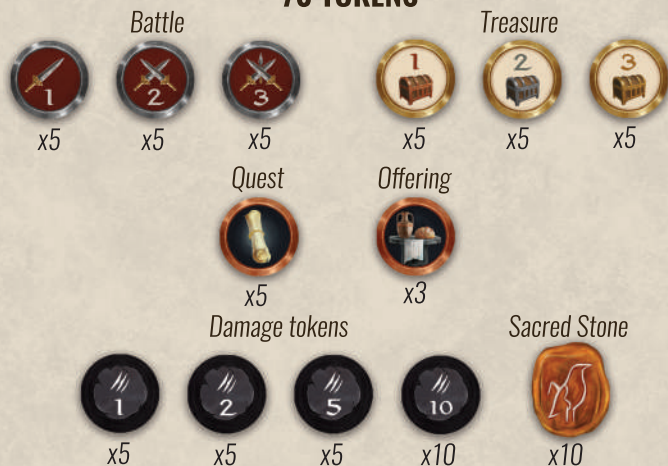 Battle Treasure
1 2 3 1 2 3
x5 x5 x5 x5 x5 x5
Quest Offering
x5 x3
Damage tokens Sacred Stone
1 2 5 10
x5 x5 x5 x10 x10